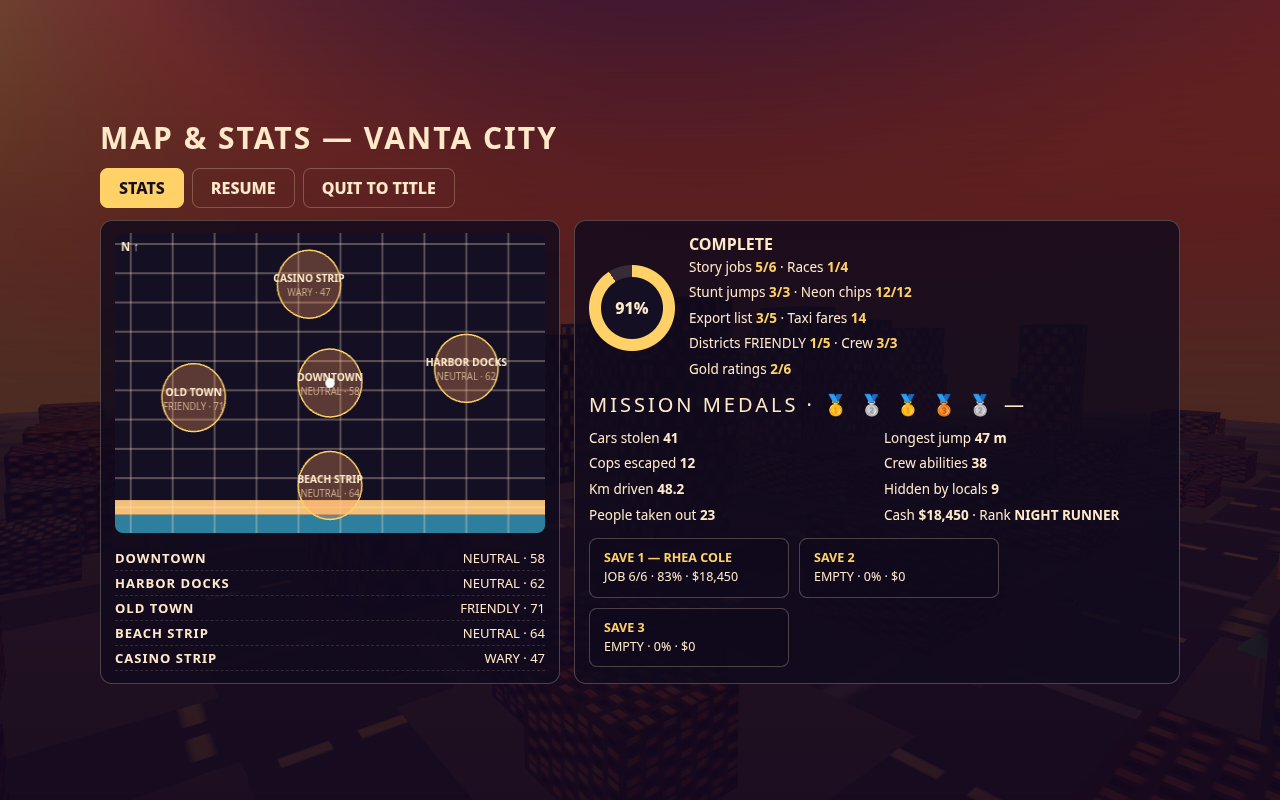 MAP & STATS — VANTA CITY
STATS
RESUME
QUIT TO TITLE
N ↑
CASINO STRIP
WARY · 47
HARBOR DOCKS
NEUTRAL · 62
DOWNTOWN
NEUTRAL · 58
OLD TOWN
FRIENDLY · 71
BEACH STRIP
NEUTRAL · 64
DOWNTOWN NEUTRAL · 58
HARBOR DOCKS NEUTRAL · 62
OLD TOWN FRIENDLY · 71
BEACH STRIP NEUTRAL · 64
CASINO STRIP WARY · 47
91%
COMPLETE
Story jobs 5/6 · Races 1/4
Stunt jumps 3/3 · Neon chips 12/12
Export list 3/5 · Taxi fares 14
Districts FRIENDLY 1/5 · Crew 3/3
Gold ratings 2/6
MISSION MEDALS · 🥇 🥈 🥇 🥉 🥈 —
Cars stolen 41
Longest jump 47 m
Cops escaped 12
Crew abilities 38
Km driven 48.2
Hidden by locals 9
People taken out 23
Cash $18,450 · Rank NIGHT RUNNER
SAVE 1 — RHEA COLE
JOB 6/6 · 83% · $18,450
SAVE 2
EMPTY · 0% · $0
SAVE 3
EMPTY · 0% · $0